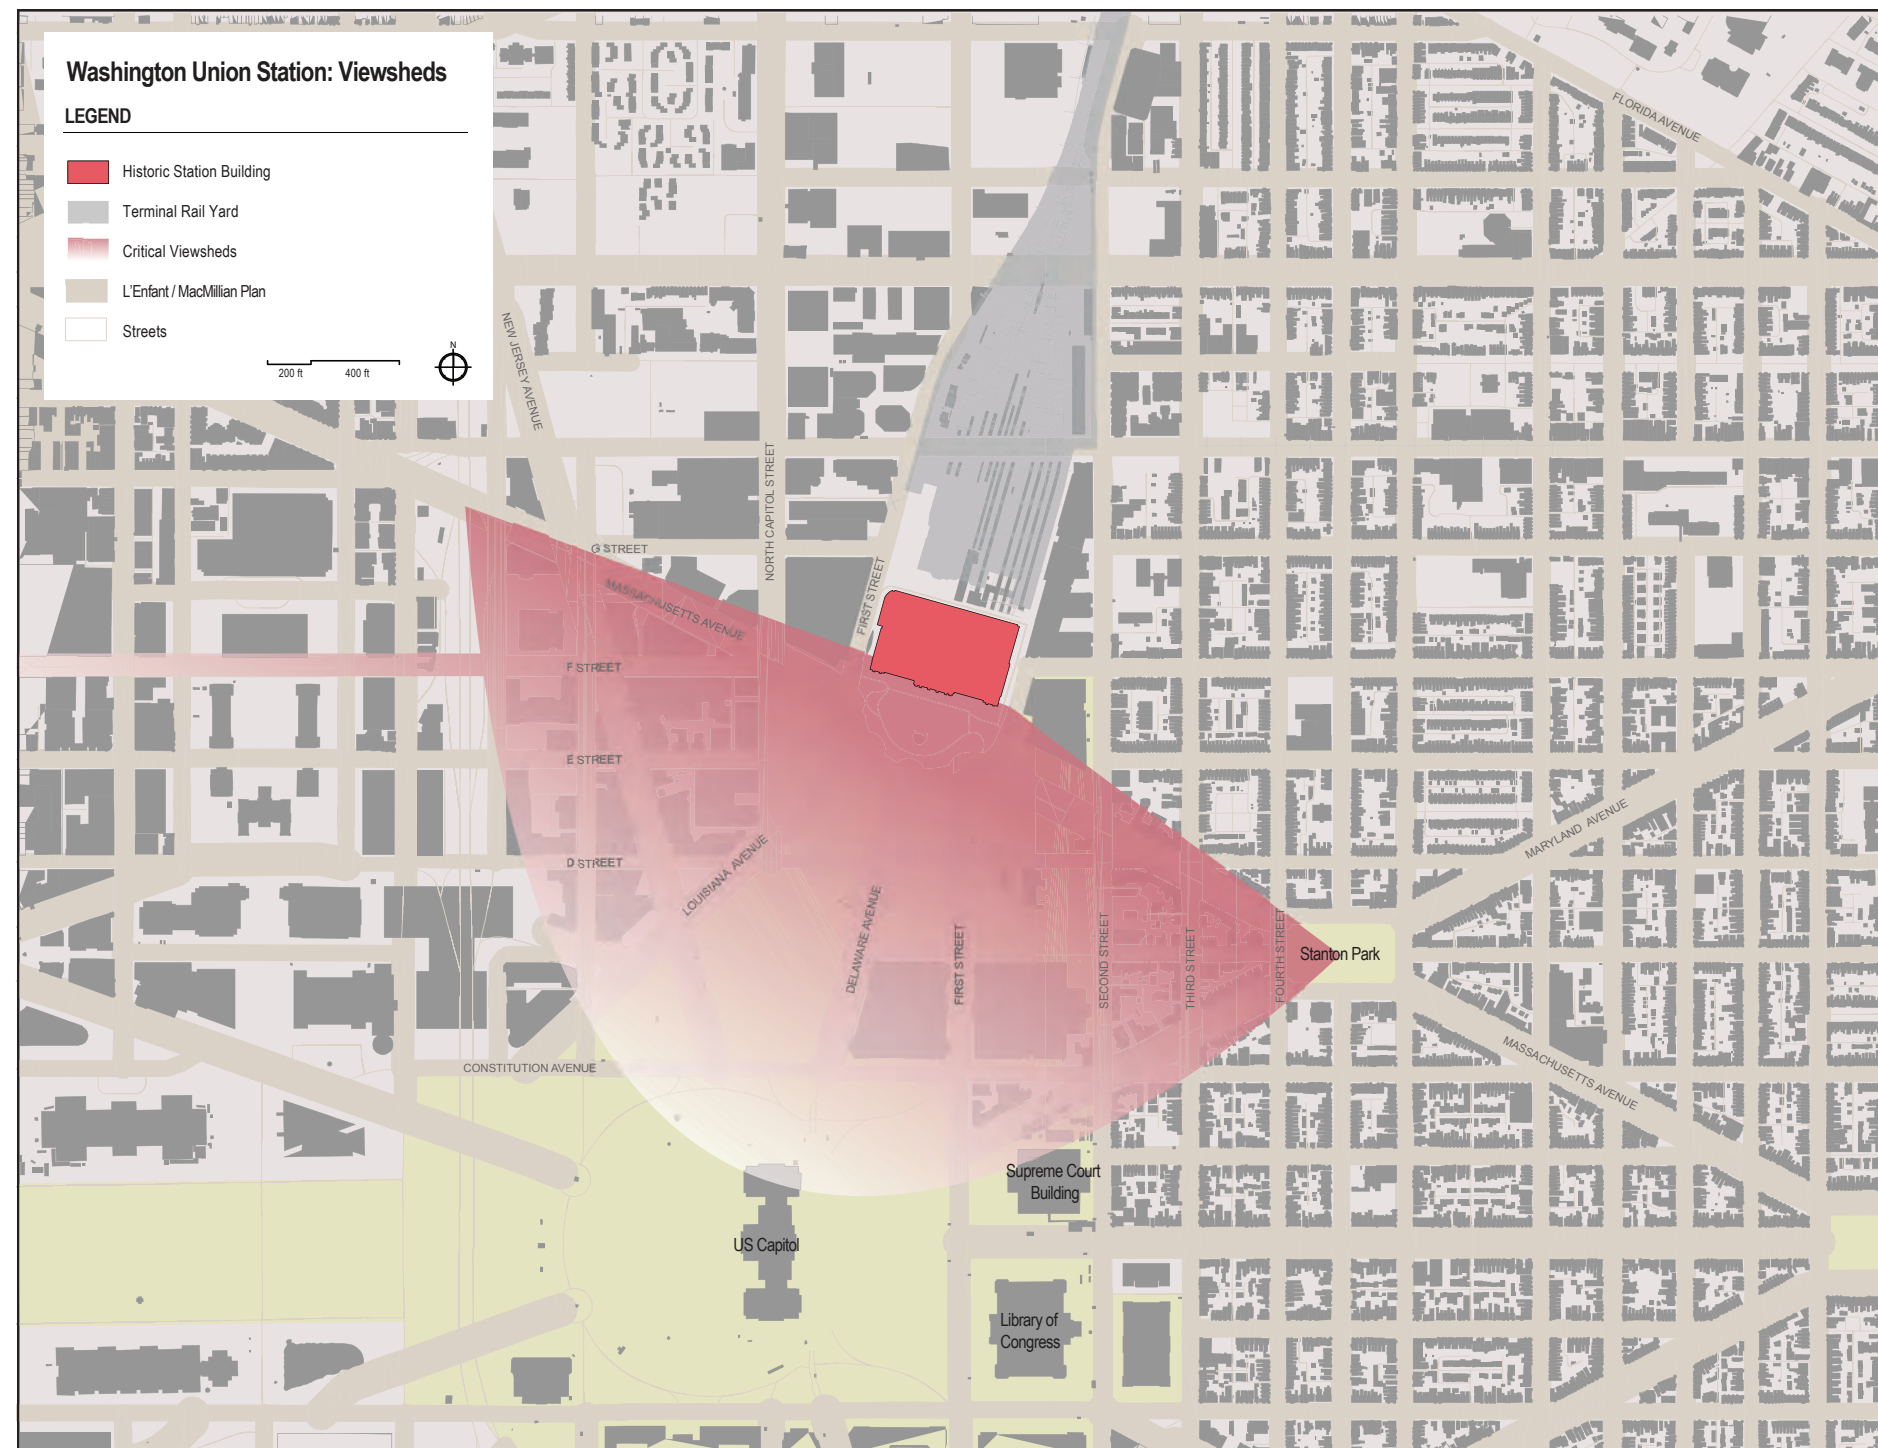 Washington Union Station: Viewsheds
LEGEND
Historic Station Building
Terminal Rail Yard
Critical Viewsheds
L'Enfant / MacMillian Plan
Streets
200 ft
400 ft
N
FLORIDA AVENUE
NEW JERSEY AVENUE
NORTH CAPITOL STREET
G STREET
MASSACHUSETTS AVENUE
FIRST STREET
F STREET
E STREET
D STREET
LOUISIANA AVENUE
DELAWARE AVENUE
FIRST STREET
SECOND STREET
THIRD STREET
FOURTH STREET
Stanton Park
MARYLAND AVENUE
MASSACHUSETTS AVENUE
CONSTITUTION AVENUE
Supreme Court
Building
US Capitol
Library of
Congress